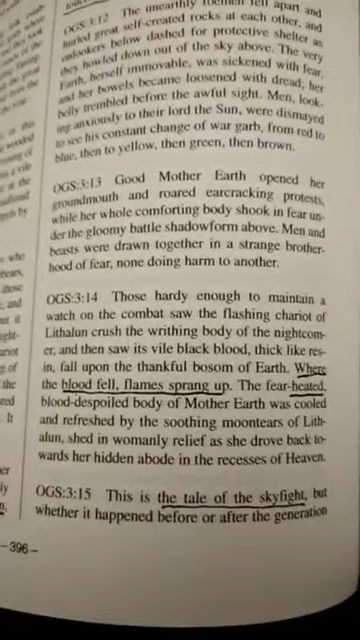 OGS:3:12 The unearthly foemen fell apart and
hurled great self-created rocks at each other, and
onlookers below dashed for protective shelter as
they howled down out of the sky above. The very
Earth, herself immovable, was sickened with fear,
and her bowels became loosened with dread; her
belly trembled before the awful sight. Men, look-
ing anxiously to their lord the Sun, were dismayed
to see his constant change of war garb, from red to
blue, then to yellow, then green, then brown.
OGS:3:13 Good Mother Earth opened her
groundmouth and roared earcracking protests,
while her whole comforting body shook in fear un-
der the gloomy battle shadowform above. Men and
beasts were drawn together in a strange brother-
hood of fear, none doing harm to another.
OGS:3:14 Those hardy enough to maintain a
watch on the combat saw the flashing chariot of
Lithalun crush the writhing body of the nightcom-
er, and then saw its vile black blood, thick like res-
in, fall upon the thankful bosom of Earth. Where
the blood fell, flames sprang up. The fear-heated,
blood-despoiled body of Mother Earth was cooled
and refreshed by the soothing moontears of Lith-
alun, shed in womanly relief as she drove back to-
wards her hidden abode in the recesses of Heaven.
OGS:3:15 This is the tale of the skyfight, but
whether it happened before or after the generation
–396–